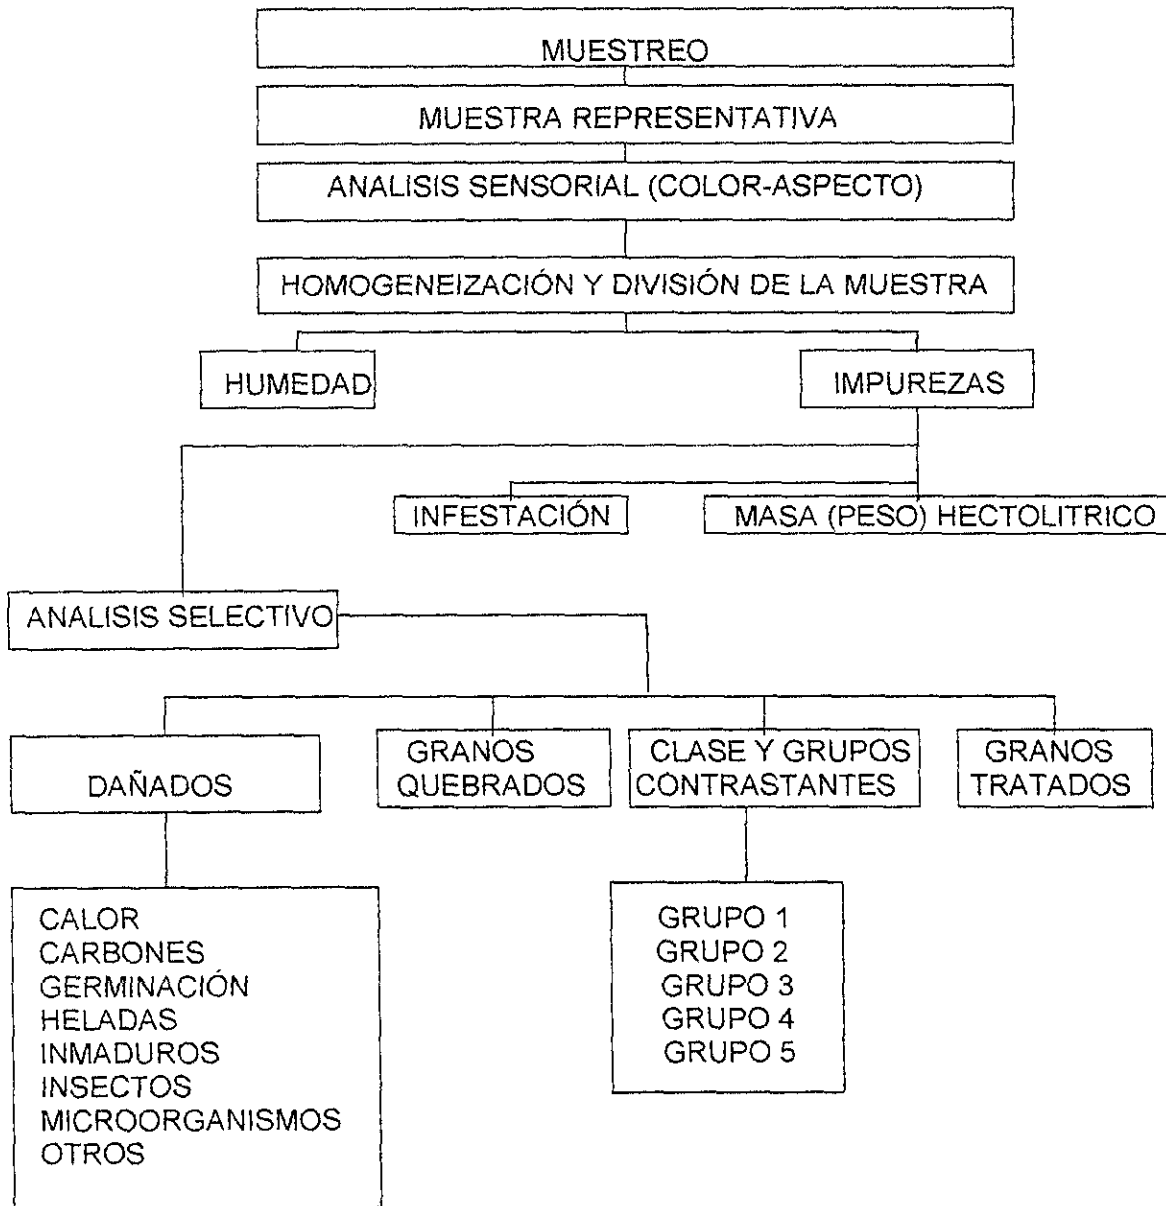 MUESTREO
MUESTRA REPRESENTATIVA
ANALISIS SENSORIAL (COLOR-ASPECTO)
HOMOGENEIZACIÓN Y DIVISIÓN DE LA MUESTRA
HUMEDAD
IMPUREZAS
INFESTACIÓN
MASA (PESO) HECTOLITRICO
ANALISIS SELECTIVO
DAÑADOS
GRANOS
QUEBRADOS
CLASE Y GRUPOS
CONTRASTANTES
GRANOS
TRATADOS
CALOR
CARBONES
GERMINACIÓN
HELADAS
INMADUROS
INSECTOS
MICROORGANISMOS
OTROS
GRUPO 1
GRUPO 2
GRUPO 3
GRUPO 4
GRUPO 5